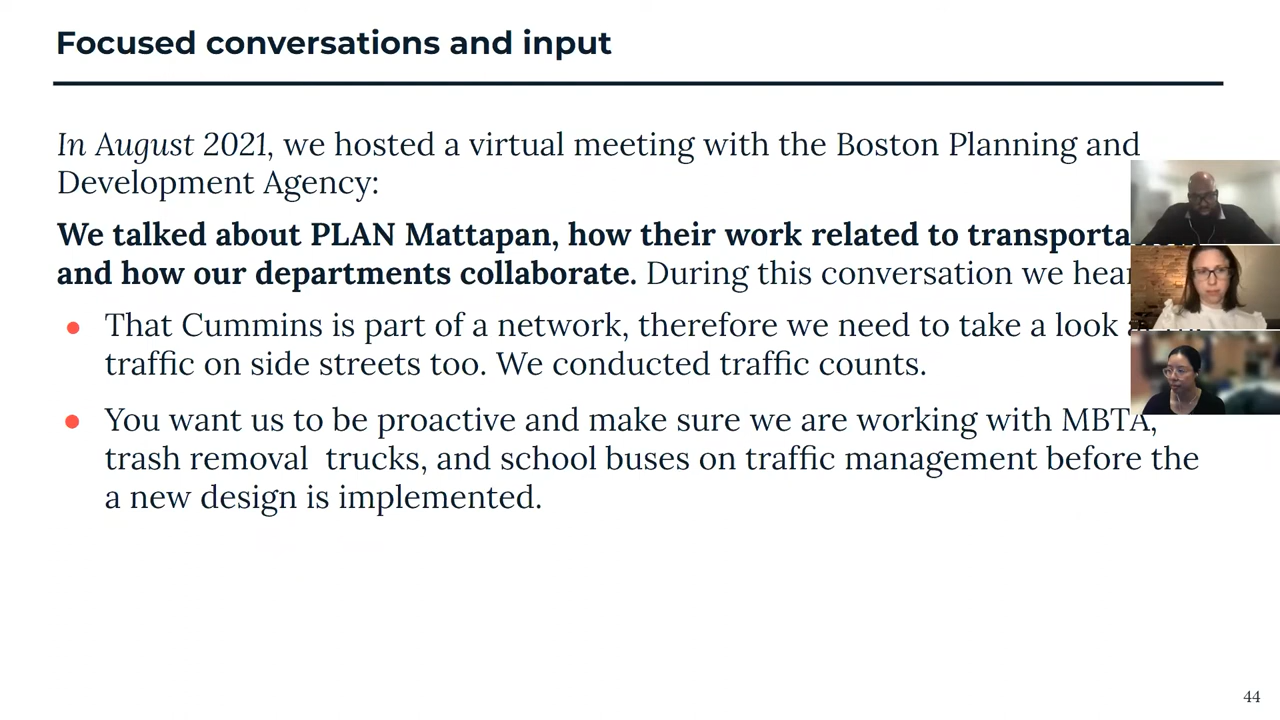 Focused conversations and input
In August 2021, we hosted a virtual meeting with the Boston Planning and
Development Agency:
We talked about PLAN Mattapan, how their work related to
and how our departments collaborate. During this conversation we
That Cummins is part of a network, therefore we need to take a look
traffic on side streets too. We conducted traffic counts.
You want us to be proactive and make sure we are working with MBTA,
trash removal trucks, and school buses on traffic management before the
a new design is implemented.
44